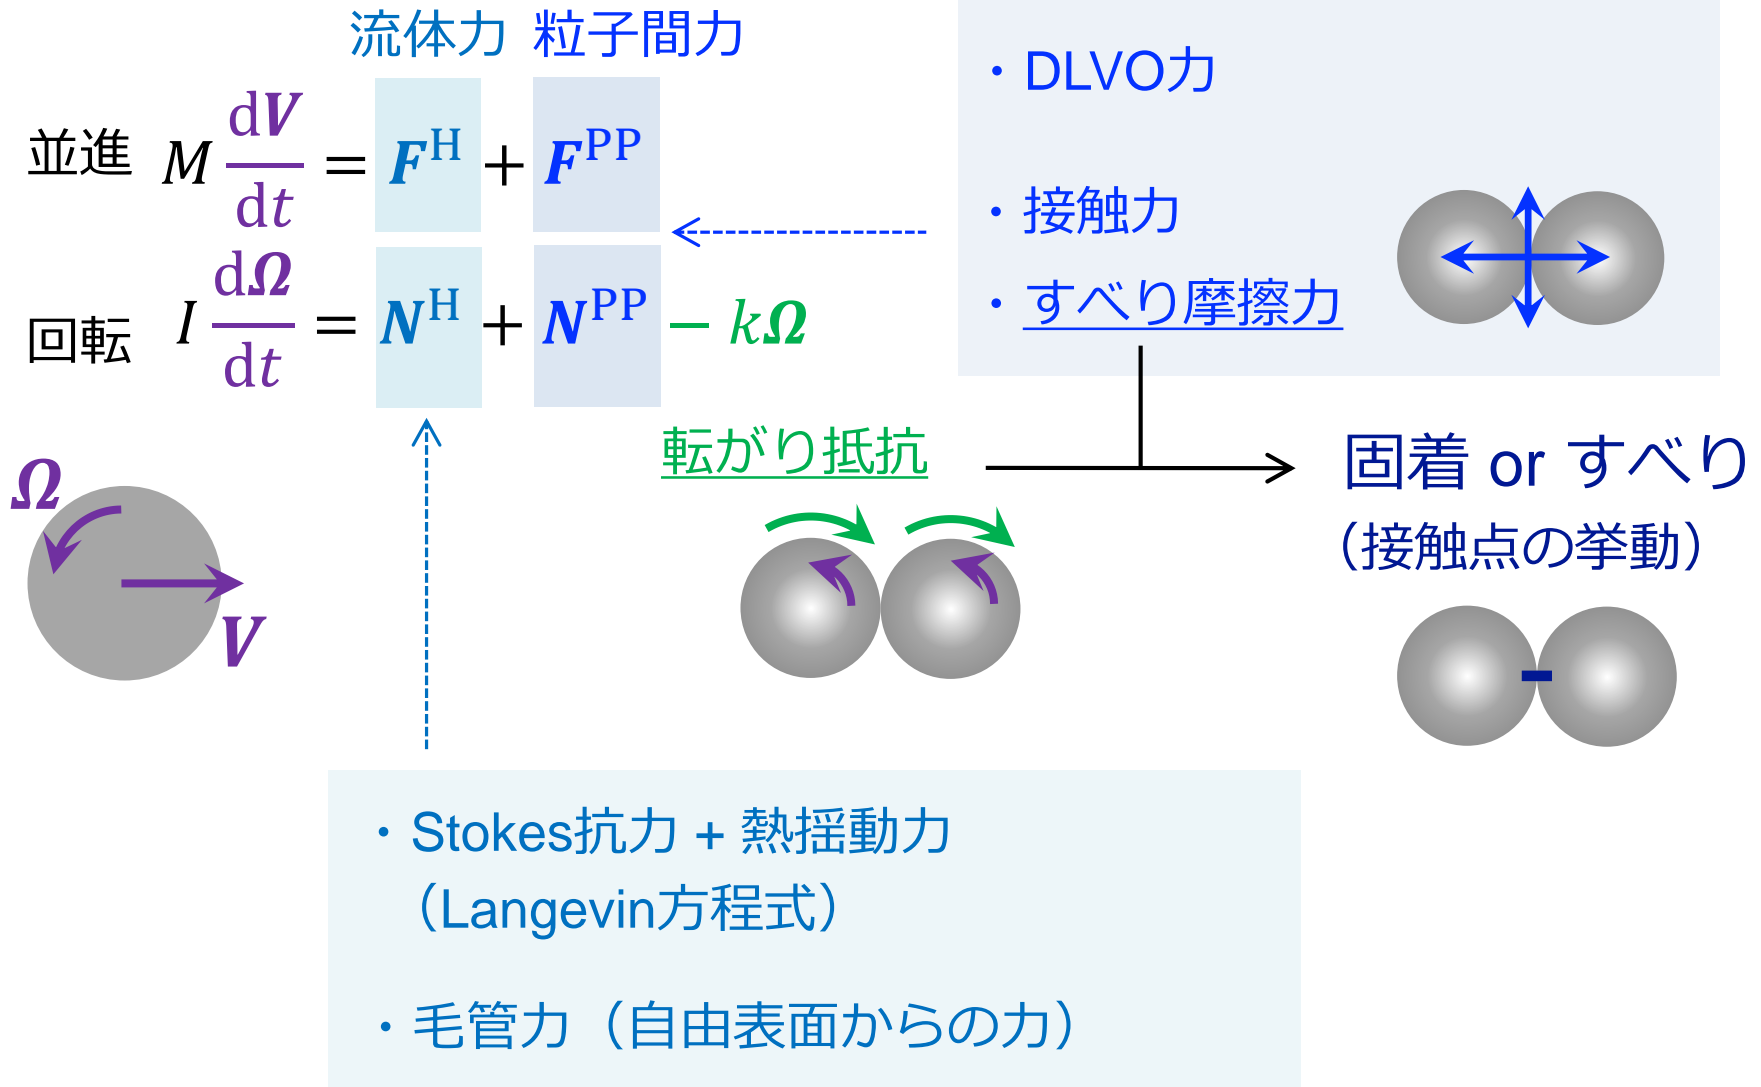 流体力 粒子間力
並進 M dV/dt = F^H + F^PP
回転 I dΩ/dt = N^H + N^PP − kΩ
・DLVO力
・接触力
・すべり摩擦力
転がり抵抗
固着 or すべり
（接触点の挙動）
Ω
V
・Stokes抗力 + 熱揺動力
（Langevin方程式）
・毛管力（自由表面からの力）